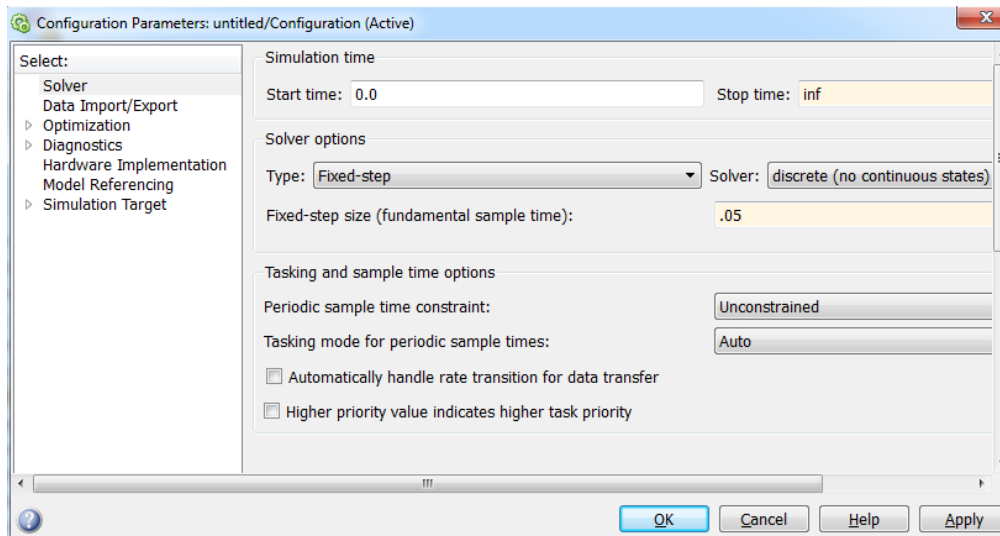 Configuration Parameters: untitled/Configuration (Active)
Select:
Solver
Data Import/Export
Optimization
Diagnostics
Hardware Implementation
Model Referencing
Simulation Target
Simulation time
Start time: 0.0 Stop time: inf
Solver options
Type: Fixed-step Solver: discrete (no continuous states)
Fixed-step size (fundamental sample time): .05
Tasking and sample time options
Periodic sample time constraint: Unconstrained
Tasking mode for periodic sample times: Auto
Automatically handle rate transition for data transfer
Higher priority value indicates higher task priority
OK Cancel Help Apply